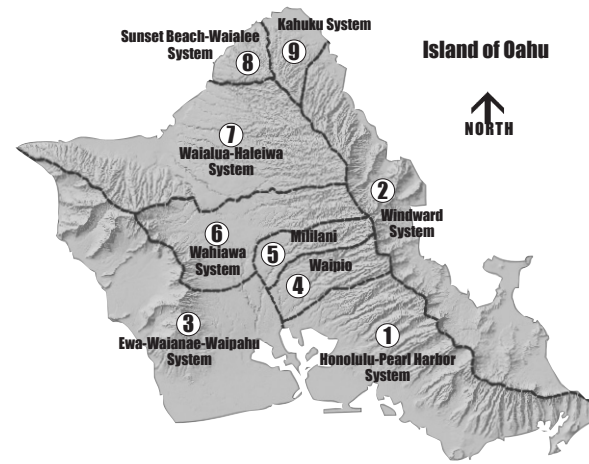 Kahuku System
9
Sunset Beach-Waialee
System
8
Island of Oahu
NORTH
7
Waialua-Haleiwa
System
2
Windward
System
6
Wahiawa
System
Mililani
5
Waipio
4
3
Ewa-Waianae-Waipahu
System
1
Honolulu-Pearl Harbor
System